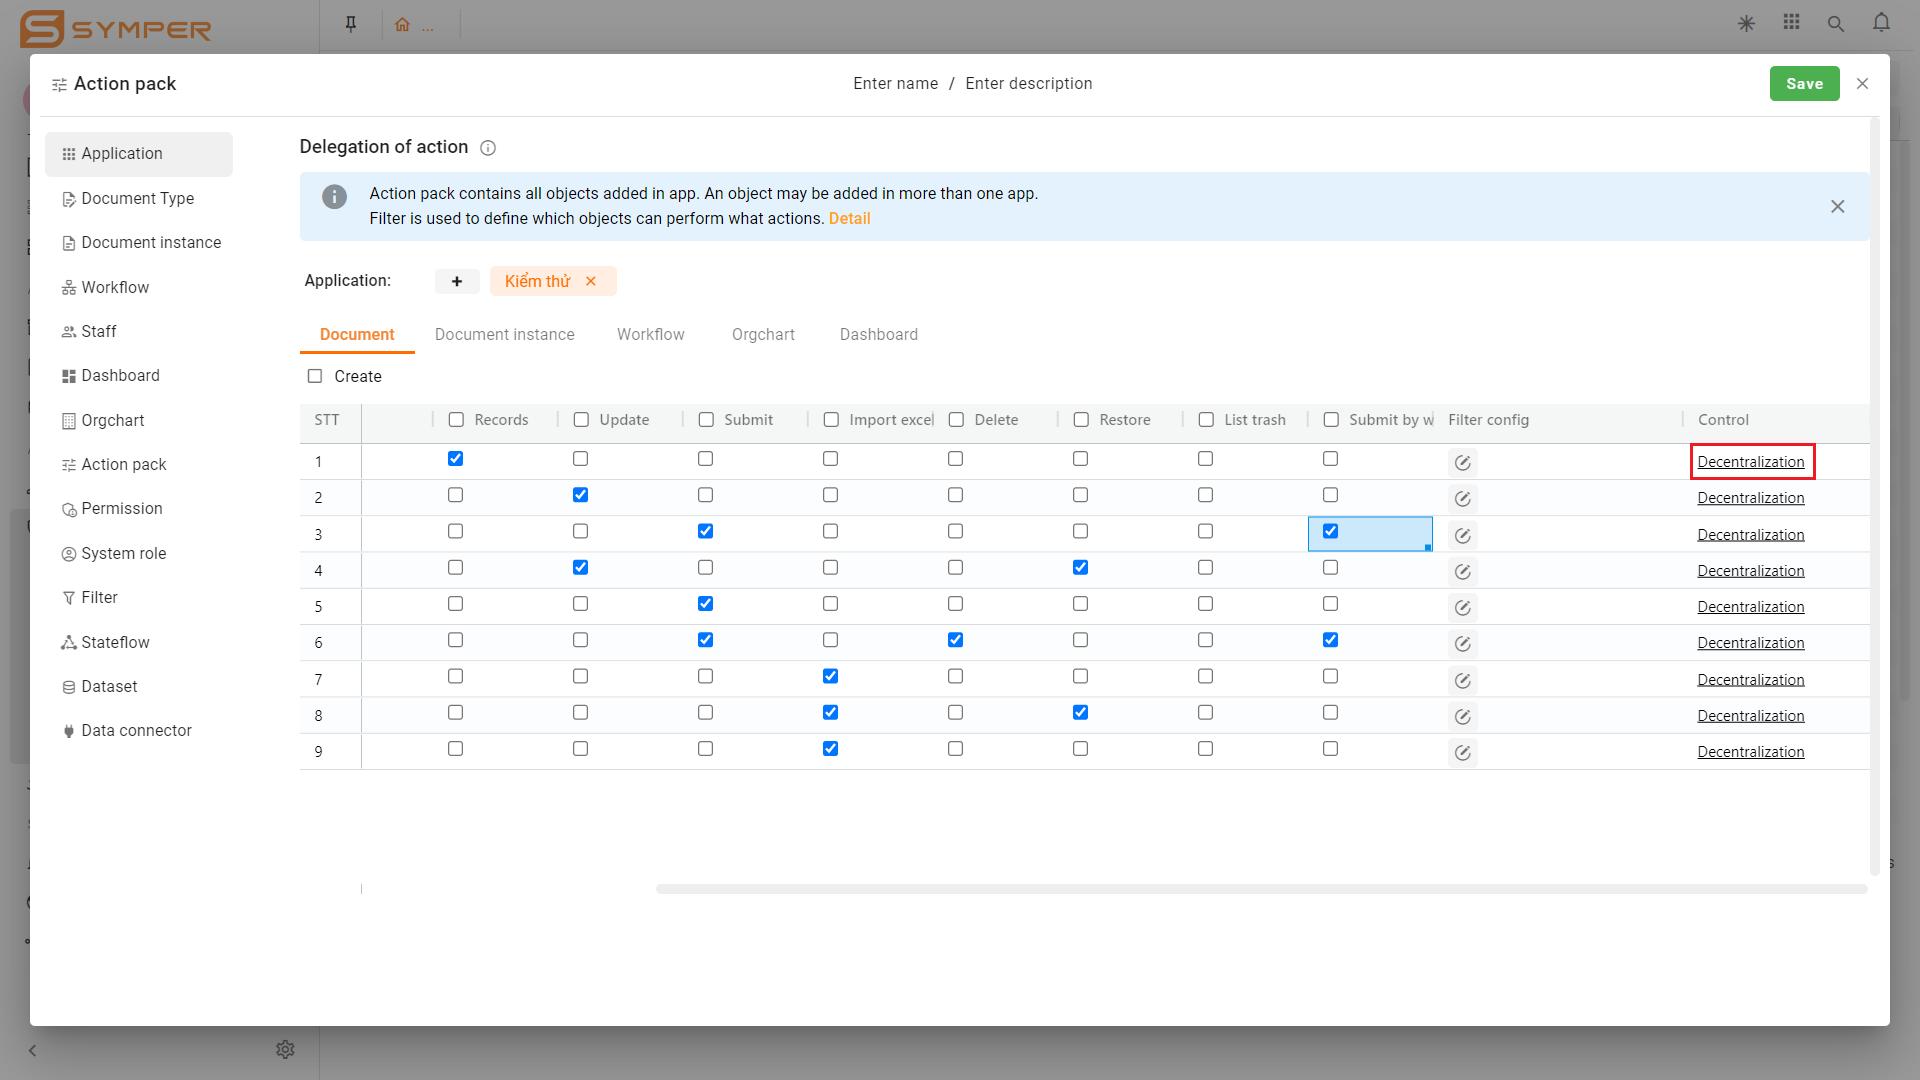 SYMPER
...
Action pack
Enter name / Enter description
Save
Application
Document Type
Document instance
Workflow
Staff
Dashboard
Orgchart
Action pack
Permission
System role
Filter
Stateflow
Dataset
Data connector
Delegation of action
Action pack contains all objects added in app. An object may be added in more than one app.
Filter is used to define which objects can perform what actions. Detail
Application: + Kiểm thử ×
Document Document instance Workflow Orgchart Dashboard
Create
STT Records Update Submit Import excel Delete Restore List trash Submit by w Filter config Control
1 Decentralization
2 Decentralization
3 Decentralization
4 Decentralization
5 Decentralization
6 Decentralization
7 Decentralization
8 Decentralization
9 Decentralization